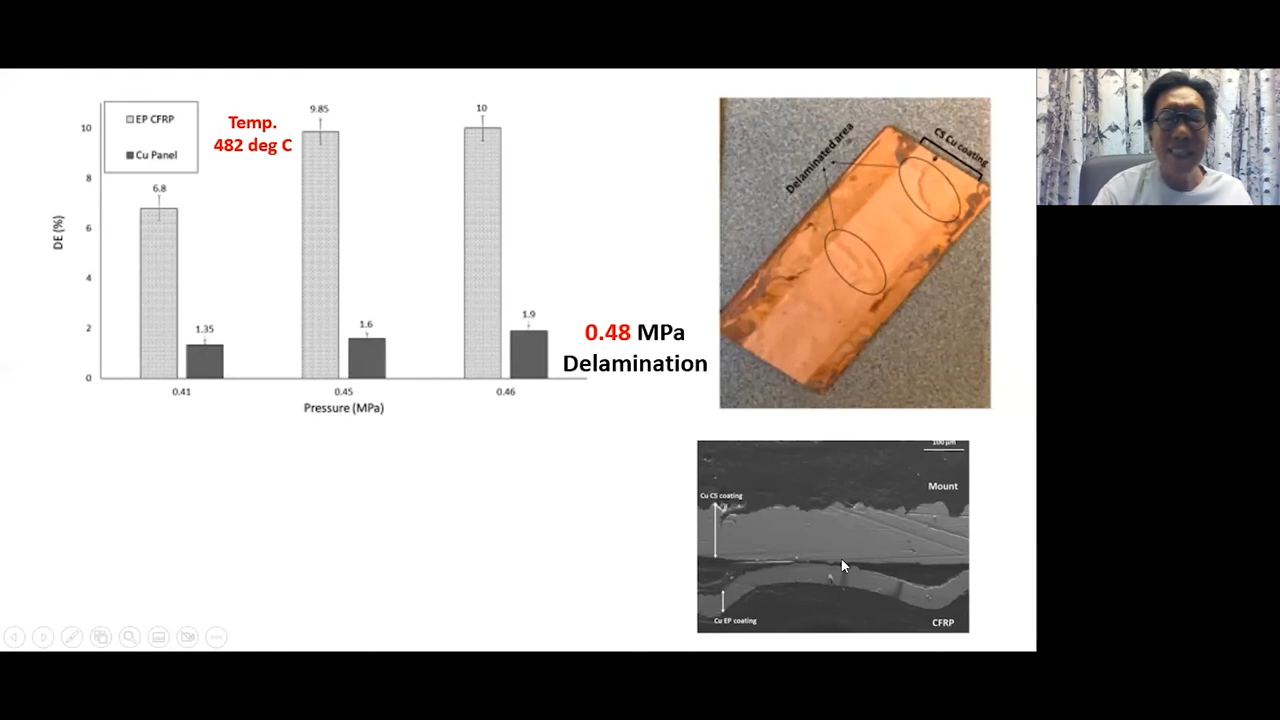 EP CFRP
Cu Panel
Temp.
482 deg C
DE (%)
10
8
6
4
2
0
6.8
1.35
9.85
1.6
10
1.9
0.41
0.45
0.46
Pressure (MPa)
0.48 MPa
Delamination
Delaminated area
CS Cu coating
100 µm
Mount
Cu CS coating
Cu EP coating
CFRP